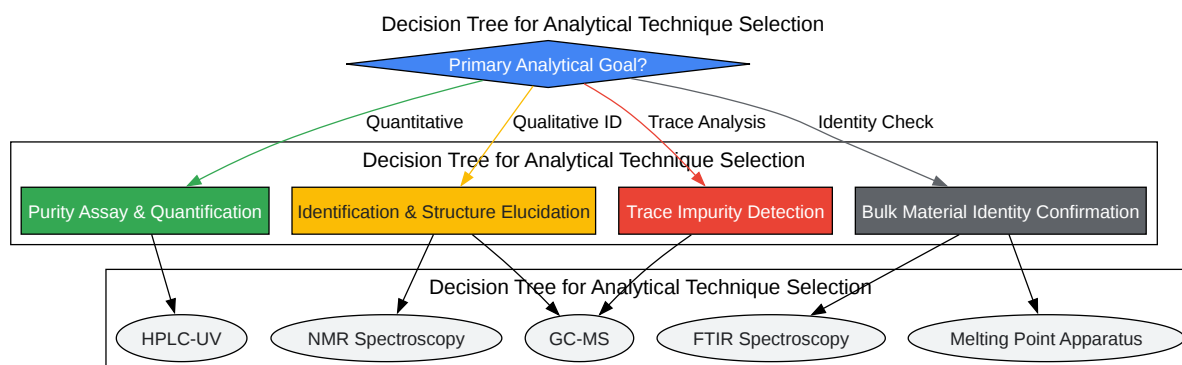 Decision Tree for Analytical Technique Selection
Primary Analytical Goal?
Quantitative
Qualitative ID
Trace Analysis
Identity Check
Decision Tree for Analytical Technique Selection
Purity Assay & Quantification
Identification & Structure Elucidation
Trace Impurity Detection
Bulk Material Identity Confirmation
Decision Tree for Analytical Technique Selection
HPLC-UV
NMR Spectroscopy
GC-MS
FTIR Spectroscopy
Melting Point Apparatus